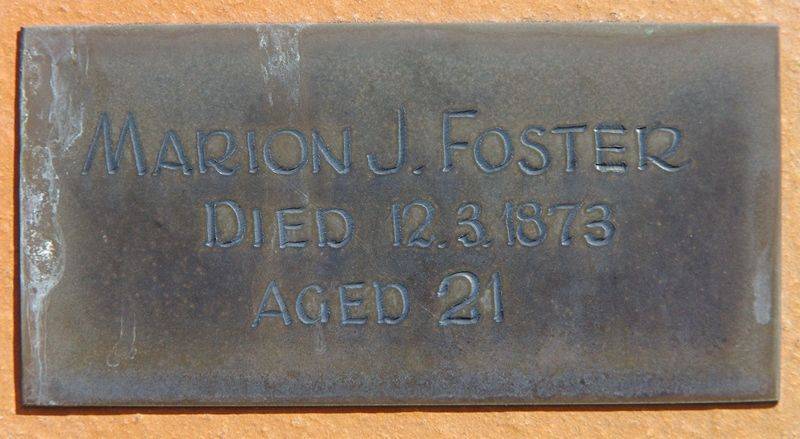 MARION J. FOSTER
DIED 12.3.1873
AGED 21